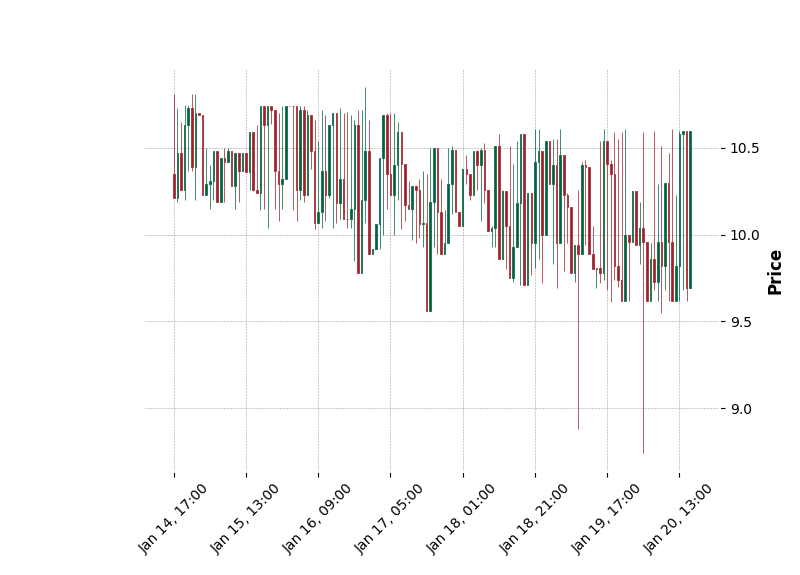 10.5
10.0
9.5
9.0
Price
Jan 14, 17:00
Jan 15, 13:00
Jan 16, 09:00
Jan 17, 05:00
Jan 18, 01:00
Jan 18, 21:00
Jan 19, 17:00
Jan 20, 13:00